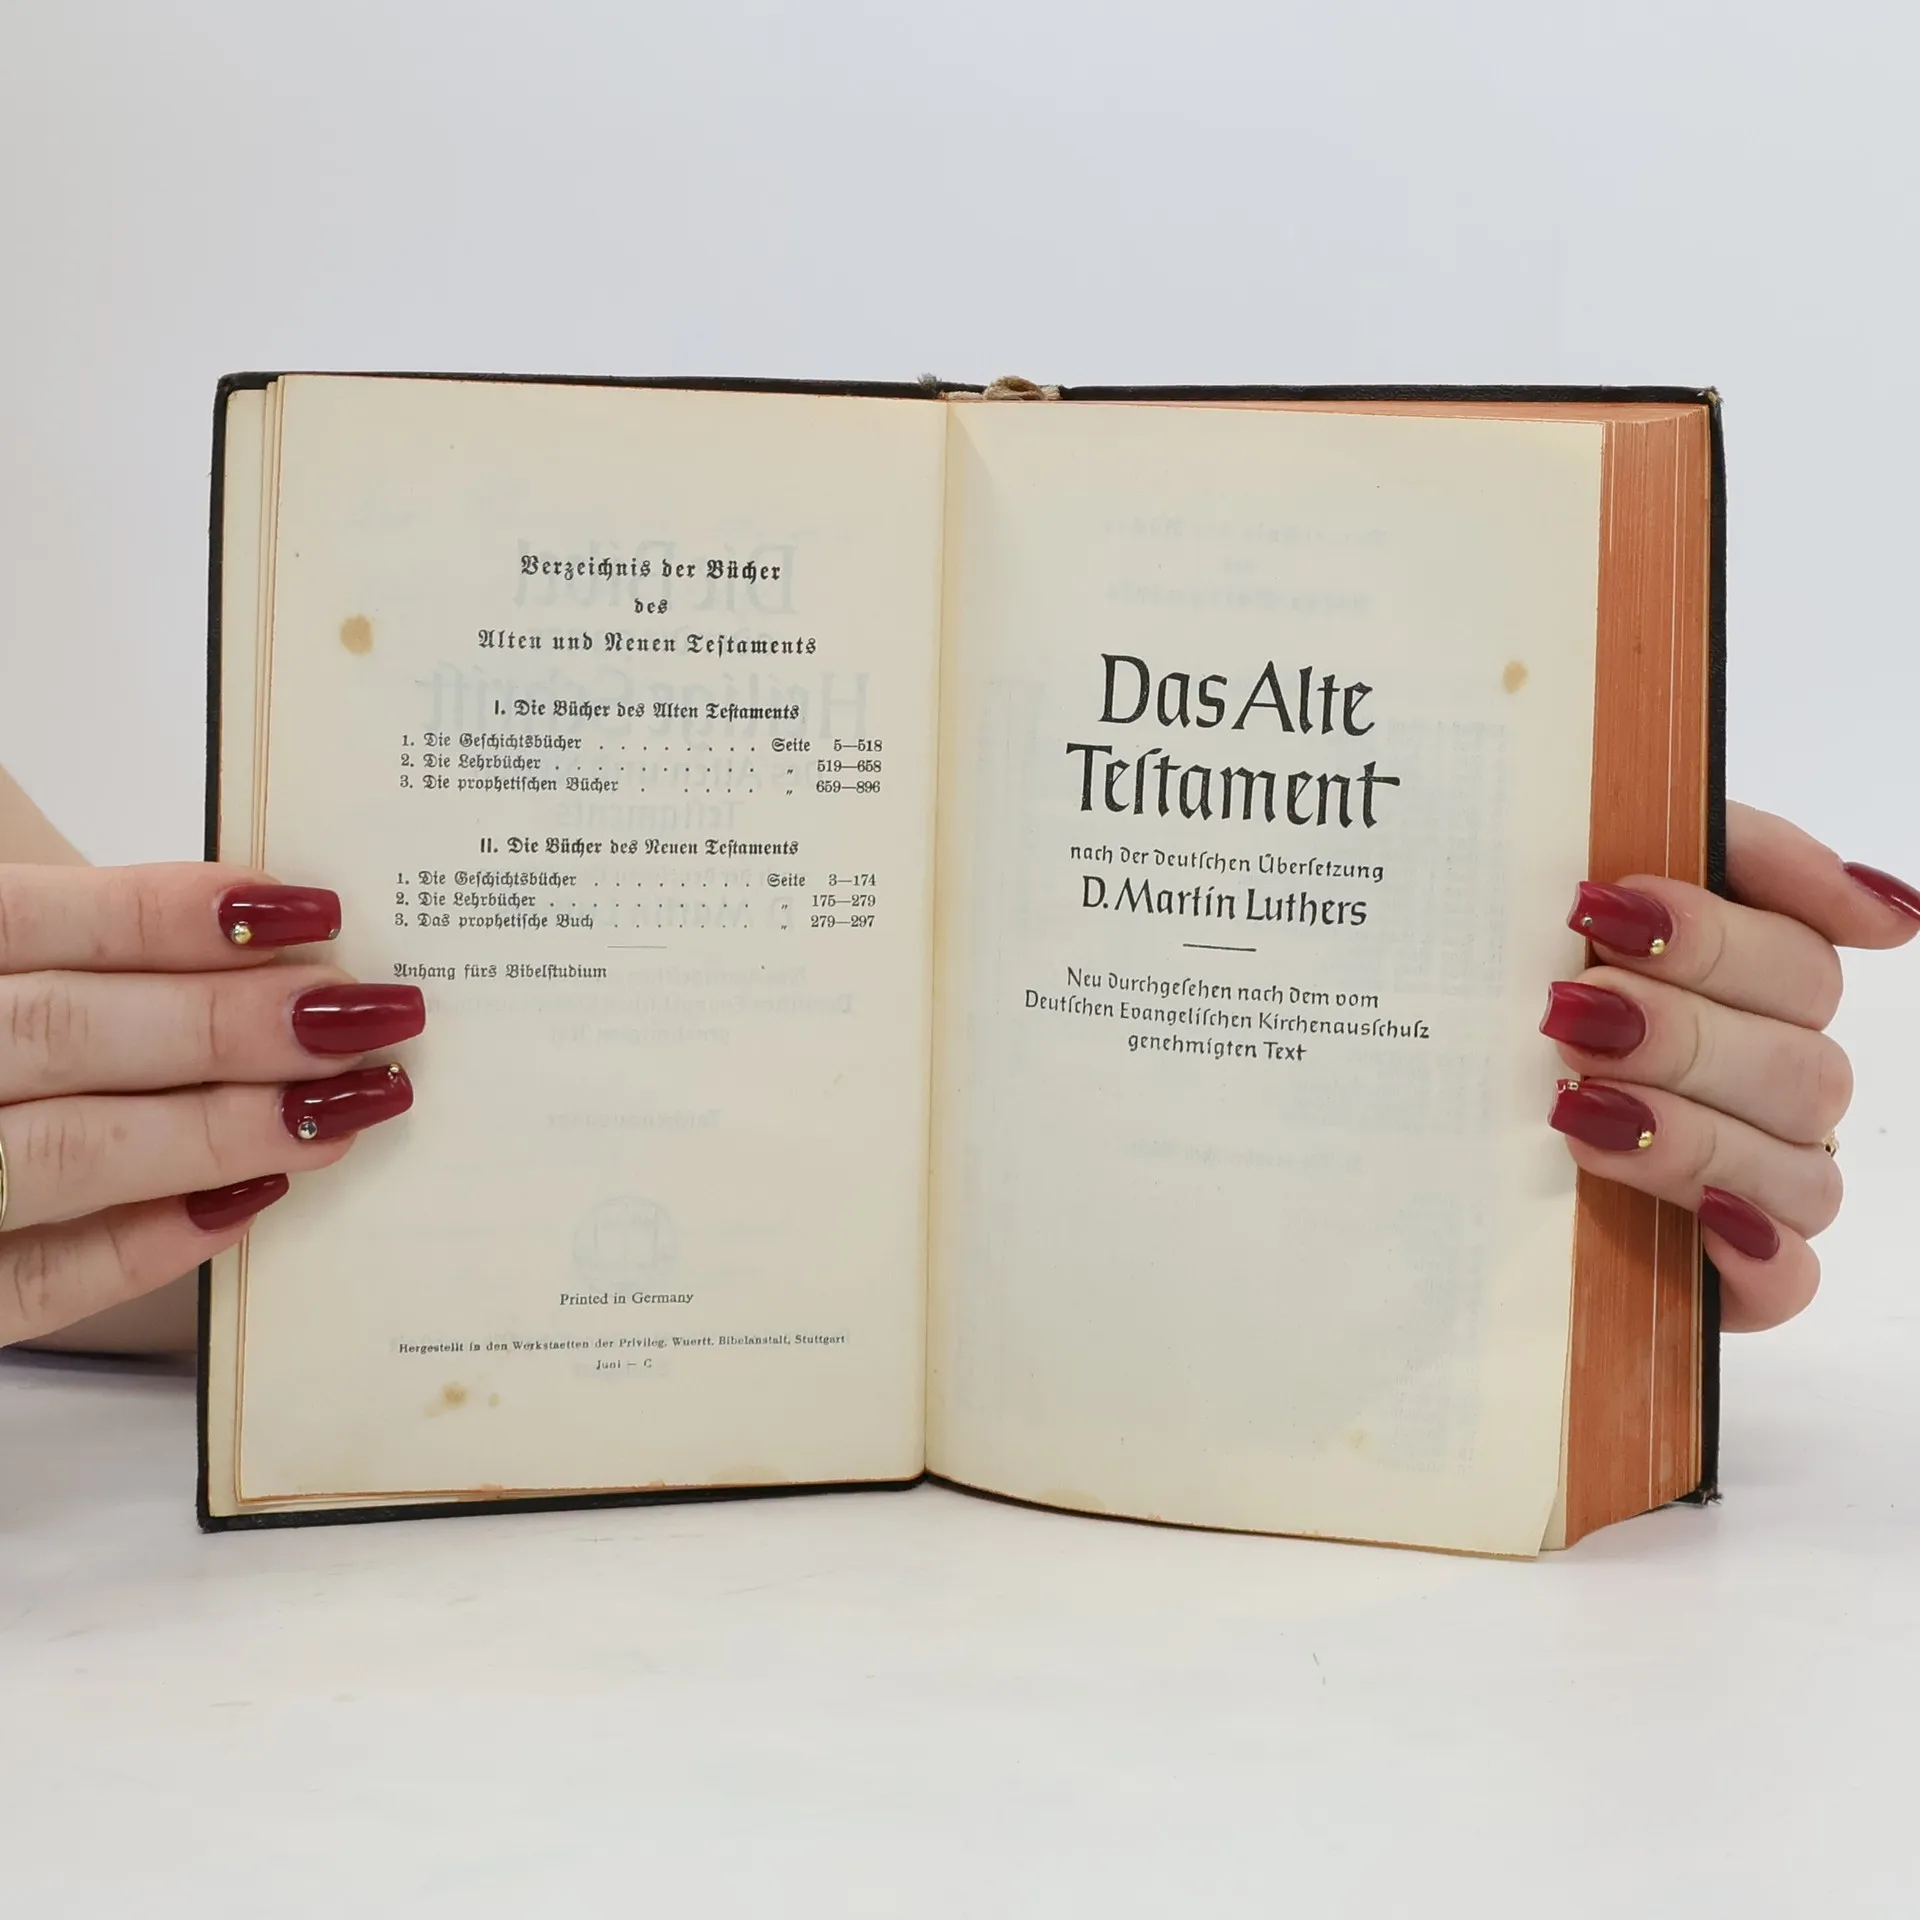 Verzeichnis der Bücher
des
Alten und Neuen Teſtaments
I. Die Bücher des Alten Teſtaments
1. Die Geſchichtsbücher . . . . . . . . Seite 5—518
2. Die Lehrbücher . . . . . . . . . . „ 519—658
3. Die prophetiſchen Bücher . . . . . „ 659—896
II. Die Bücher des Neuen Teſtaments
1. Die Geſchichtsbücher . . . . . . . . Seite 3—174
2. Die Lehrbücher . . . . . . . . . . „ 175—279
3. Das prophetiſche Buch . . . . . . . „ 279—297
Anhang fürs Bibelſtudium
Printed in Germany
Hergestellt in den Werkstaetten der Privileg. Wuertt. Bibelanstalt, Stuttgart
Juni — C
Das Alte
Teſtament
nach der deutſchen Überſetzung
D. Martin Luthers
Neu durchgeſehen nach dem vom
Deutſchen Evangeliſchen Kirchenausſchuſz
genehmigten Text